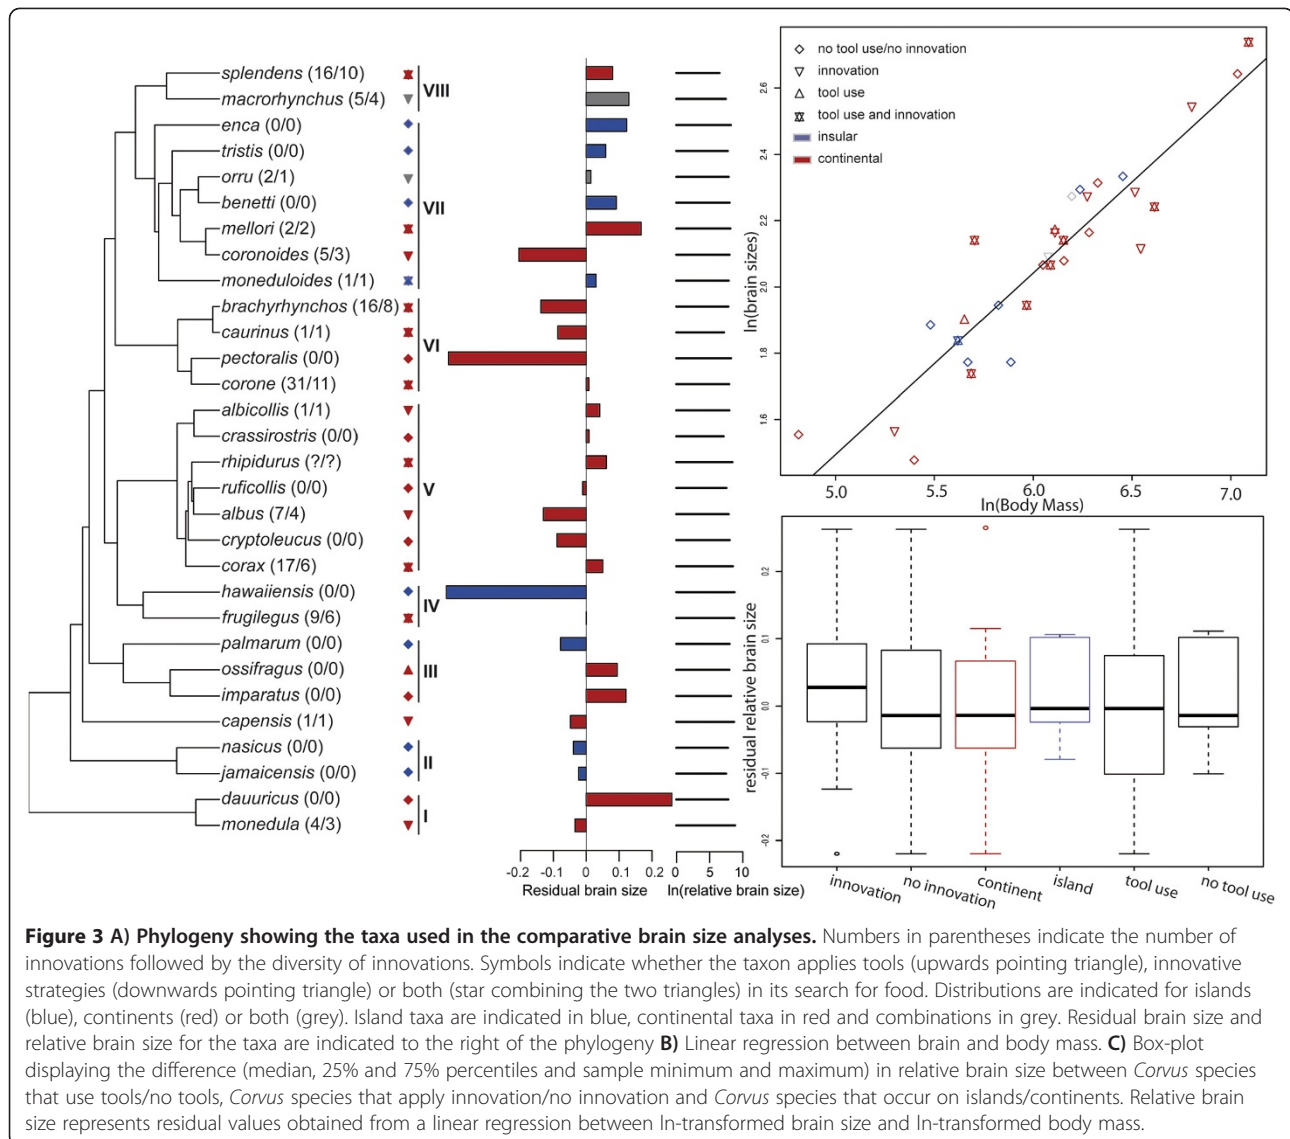 splendens (16/10)
macrorhynchus (5/4)
VIII
enca (0/0)
tristis (0/0)
orru (2/1)
benetti (0/0)
VII
mellori (2/2)
coronoides (5/3)
moneduloides (1/1)
brachyrhynchos (16/8)
caurinus (1/1)
VI
pectoralis (0/0)
corone (31/11)
albicollis (1/1)
crassirostris (0/0)
rhipidurus (?/?)
ruficollis (0/0)
V
albus (7/4)
cryptoleucus (0/0)
corax (17/6)
hawaiiensis (0/0)
IV
frugilegus (9/6)
palmarum (0/0)
ossifragus (0/0)
III
imparatus (0/0)
capensis (1/1)
nasicus (0/0)
II
jamaicensis (0/0)
dauuricus (0/0)
I
monedula (4/3)
-0.2 -0.1 0 0.1 0.2
Residual brain size
0 5 10
ln(relative brain size)
no tool use/no innovation
innovation
tool use
tool use and innovation
insular
continental
ln(brain sizes)
2.6
2.4
2.2
2.0
1.8
1.6
5.0 5.5 6.0 6.5 7.0
ln(Body Mass)
residual relative brain size
0.2
0.1
0.0
-0.1
-0.2
innovation
no innovation
continent
island
tool use
no tool use
Figure 3 A) Phylogeny showing the taxa used in the comparative brain size analyses. Numbers in parentheses indicate the number of
innovations followed by the diversity of innovations. Symbols indicate whether the taxon applies tools (upwards pointing triangle), innovative
strategies (downwards pointing triangle) or both (star combining the two triangles) in its search for food. Distributions are indicated for islands
(blue), continents (red) or both (grey). Island taxa are indicated in blue, continental taxa in red and combinations in grey. Residual brain size and
relative brain size for the taxa are indicated to the right of the phylogeny B) Linear regression between brain and body mass. C) Box-plot
displaying the difference (median, 25% and 75% percentiles and sample minimum and maximum) in relative brain size between Corvus species
that use tools/no tools, Corvus species that apply innovation/no innovation and Corvus species that occur on islands/continents. Relative brain
size represents residual values obtained from a linear regression between ln-transformed brain size and ln-transformed body mass.